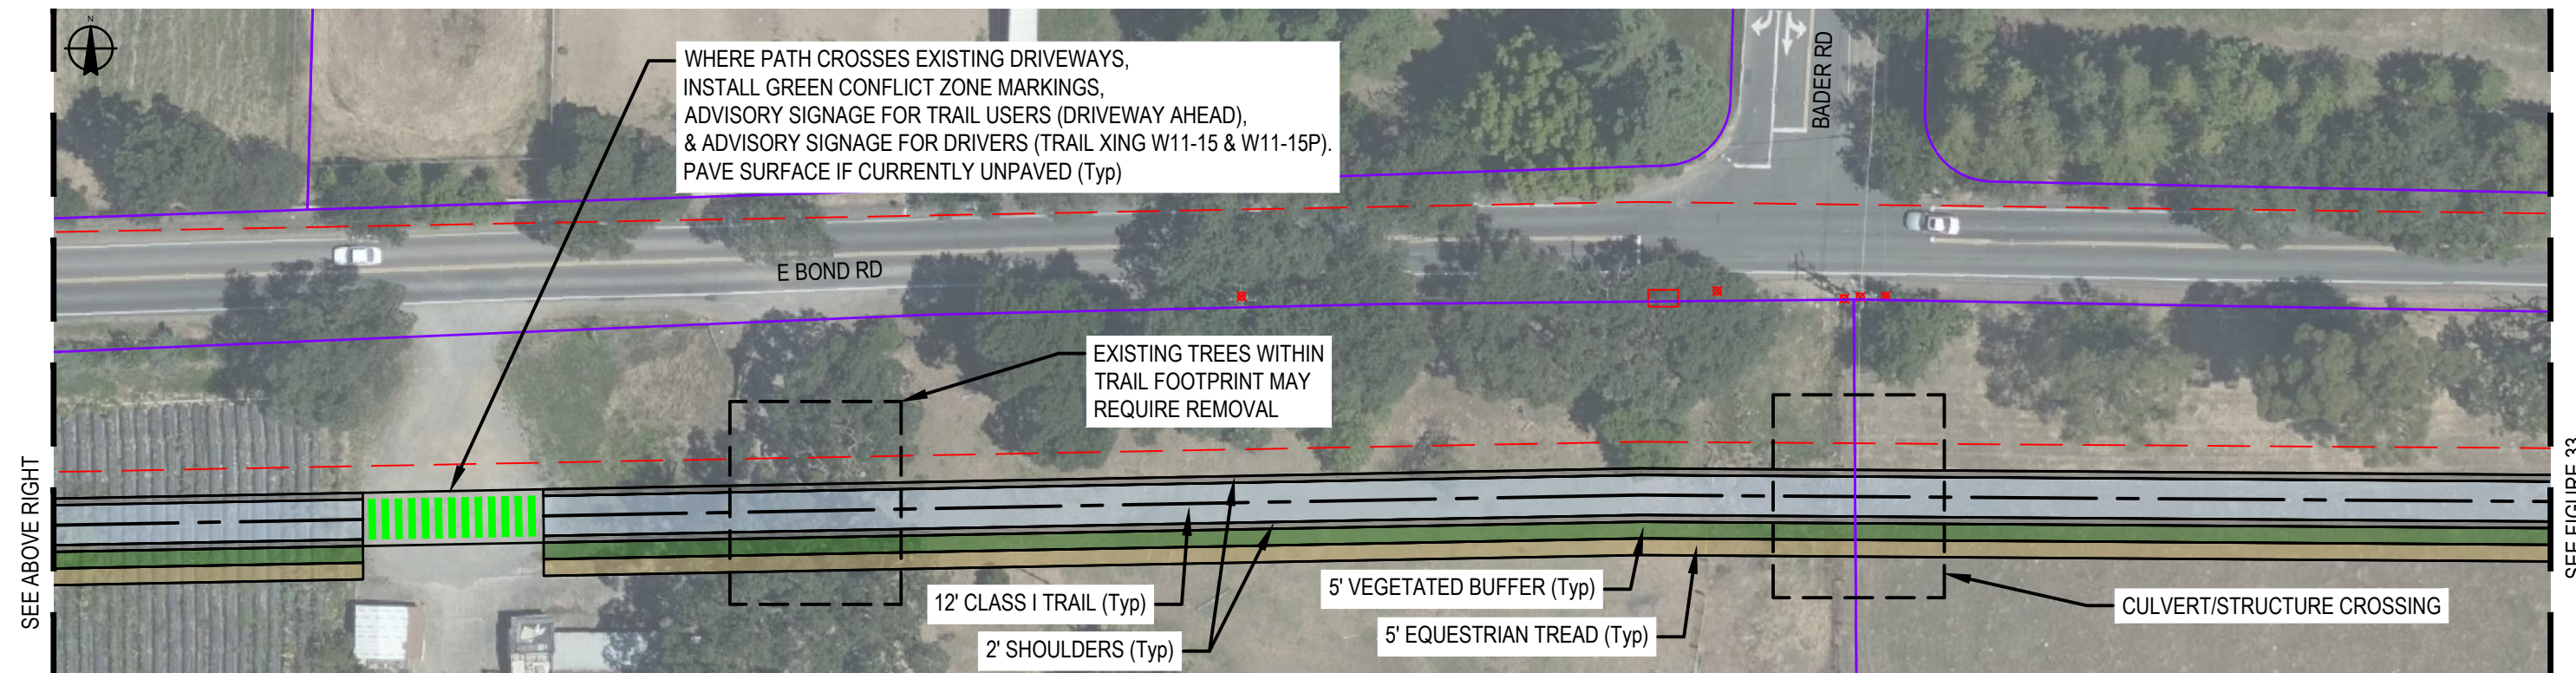 N
WHERE PATH CROSSES EXISTING DRIVEWAYS,
INSTALL GREEN CONFLICT ZONE MARKINGS,
ADVISORY SIGNAGE FOR TRAIL USERS (DRIVEWAY AHEAD),
& ADVISORY SIGNAGE FOR DRIVERS (TRAIL XING W11-15 & W11-15P).
PAVE SURFACE IF CURRENTLY UNPAVED (Typ)
BADER RD
E BOND RD
EXISTING TREES WITHIN
TRAIL FOOTPRINT MAY
REQUIRE REMOVAL
SEE ABOVE RIGHT
SEE FIGURE 33
12' CLASS I TRAIL (Typ)
2' SHOULDERS (Typ)
5' VEGETATED BUFFER (Typ)
5' EQUESTRIAN TREAD (Typ)
CULVERT/STRUCTURE CROSSING